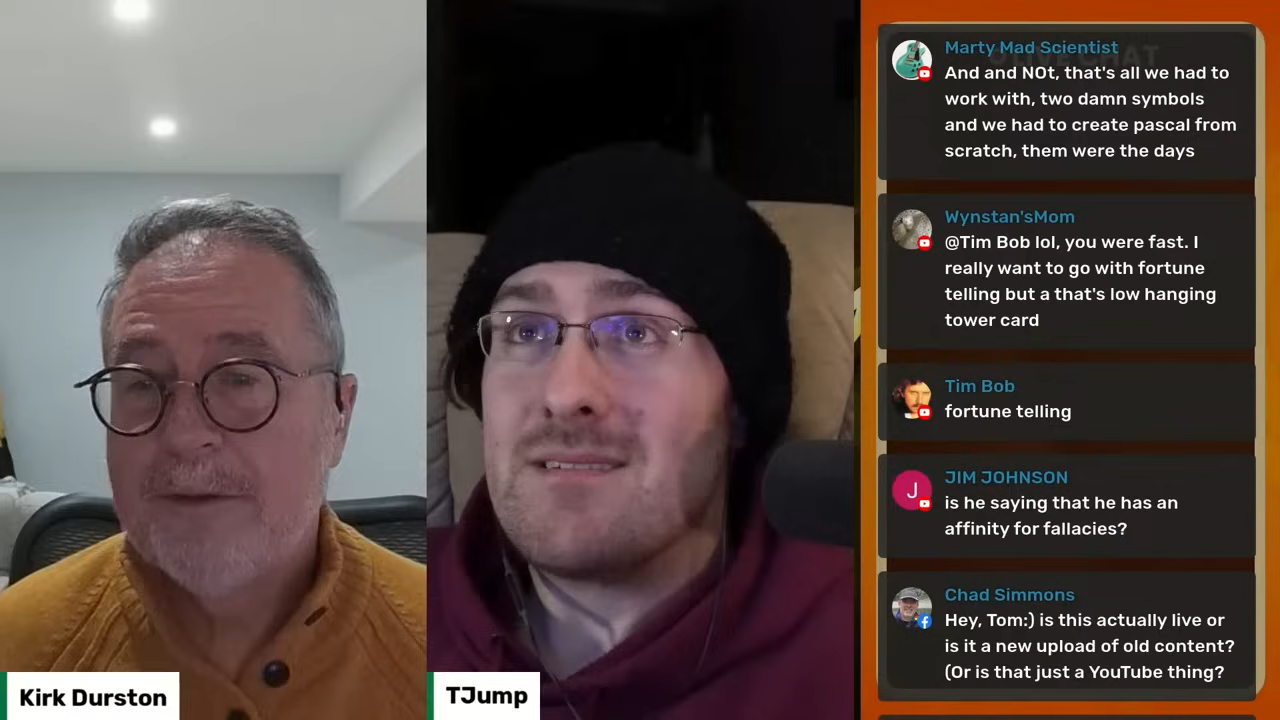 Marty Mad Scientist
And and NOt, that's all we had to
work with, two damn symbols
and we had to create pascal from
scratch, them were the days
Wynstan'sMom
@Tim Bob lol, you were fast. I
really want to go with fortune
telling but a that's low hanging
tower card
Tim Bob
fortune telling
J
JIM JOHNSON
is he saying that he has an
affinity for fallacies?
Chad Simmons
Hey, Tom:) is this actually live or
is it a new upload of old content?
(Or is that just a YouTube thing?
Kirk Durston
TJump